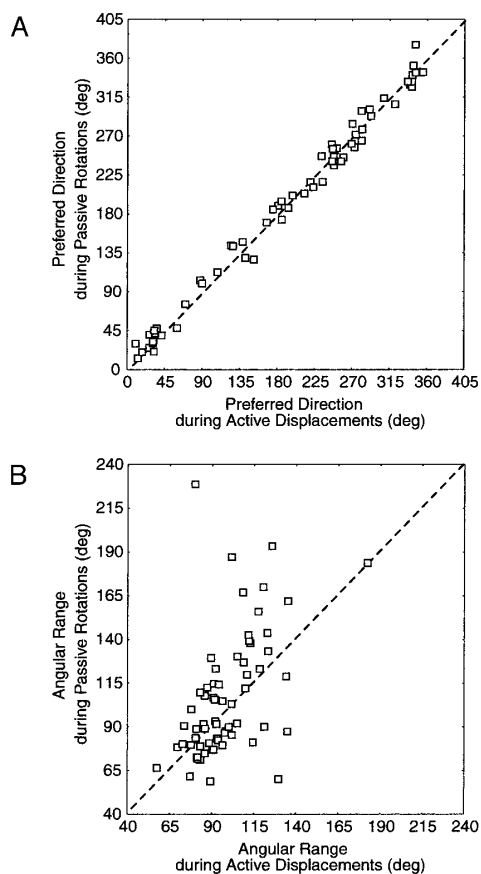 A
405
360
315
270
225
180
135
90
45
0
Preferred Direction
during Passive Rotations (deg)
0 45 90 135 180 225 270 315 360 405
Preferred Direction
during Active Displacements (deg)
B
240
215
190
165
140
115
90
65
40
Angular Range
during Passive Rotations (deg)
40 65 90 115 140 165 190 215 240
Angular Range
during Active Displacements (deg)